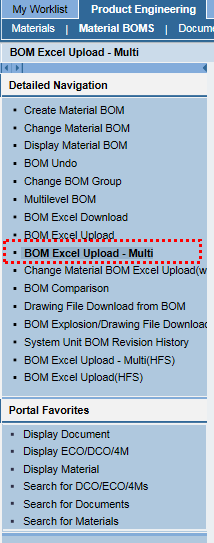 My Worklist Product Engineering
Materials | Material BOMS | Docume
BOM Excel Upload - Multi
Detailed Navigation
Create Material BOM
Change Material BOM
Display Material BOM
BOM Undo
Change BOM Group
Multilevel BOM
BOM Excel Download
BOM Excel Upload
BOM Excel Upload - Multi
Change Material BOM Excel Upload(w
BOM Comparison
Drawing File Download from BOM
BOM Explosion/Drawing File Downloac
System Unit BOM Revision History
BOM Excel Upload - Multi(HFS)
BOM Excel Upload(HFS)
Portal Favorites
Display Document
Display ECO/DCO/4M
Display Material
Search for DCO/ECO/4Ms
Search for Documents
Search for Materials